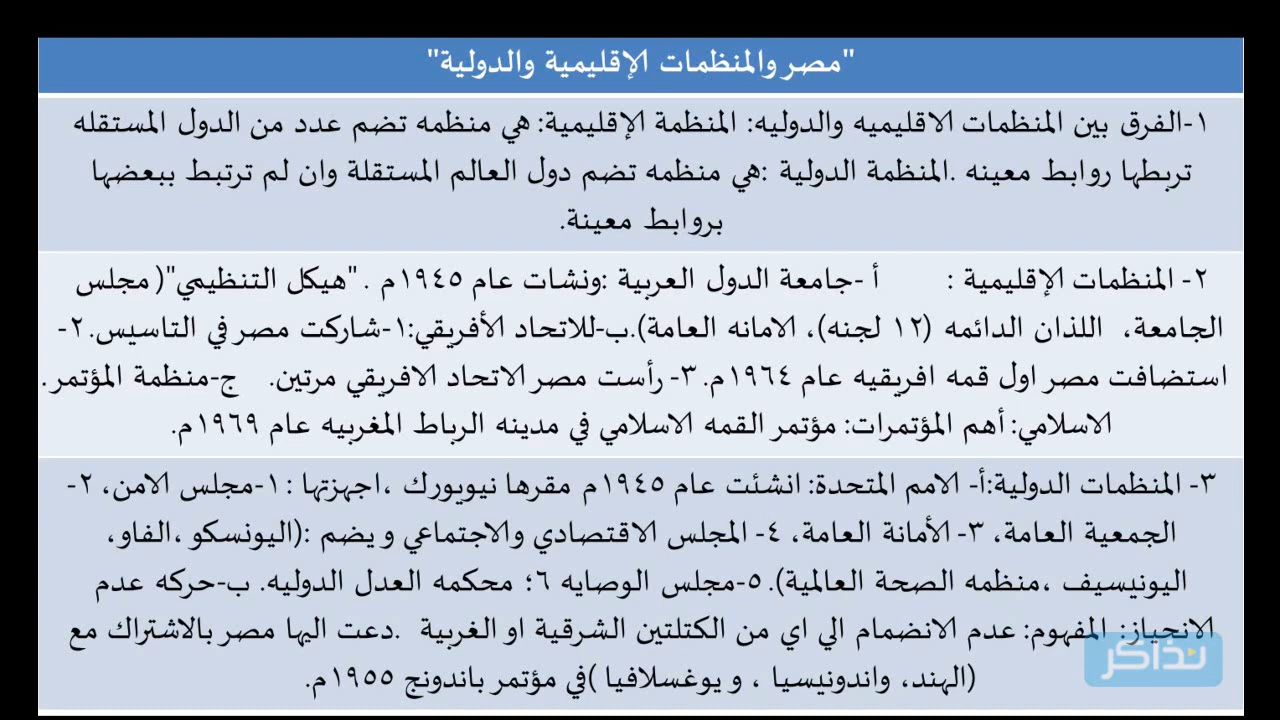 "مصر والمنظمات الإقليمية والدولية"
١-الفرق بين المنظمات الاقليميه والدوليه: المنظمة الإقليمية: هي منظمه تضم عدد من الدول المستقله
تربطها روابط معينه .المنظمة الدولية :هي منظمه تضم دول العالم المستقلة وان لم ترتبط ببعضها
بروابط معينة.
٢- المنظمات الإقليمية : أ -جامعة الدول العربية :ونشات عام ١٩٤٥م . "هيكل التنظيمي"( مجلس
الجامعة، اللذان الدائمه (١٢ لجنه)، الامانه العامة).ب-للاتحاد الأفريقي:١-شاركت مصر في التاسيس.٢-
استضافت مصر اول قمه افريقيه عام ١٩٦٤م.٣- رأست مصر الاتحاد الافريقي مرتين. ج-منظمة المؤتمر.
الاسلامي: أهم المؤتمرات: مؤتمر القمه الاسلامي في مدينه الرباط المغربيه عام ١٩٦٩م.
٣- المنظمات الدولية:أ- الامم المتحدة: انشئت عام ١٩٤٥م مقرها نيويورك ،اجهزتها :١-مجلس الامن، ٢-
الجمعية العامة، ٣- الأمانة العامة، ٤- المجلس الاقتصادي والاجتماعي و يضم :(اليونسكو ،الفاو،
اليونيسيف ،منظمه الصحة العالمية).٥-مجلس الوصايه ٦؛ محكمه العدل الدوليه. ب-حركه عدم
الانحياز: المفهوم: عدم الانضمام الي اي من الكتلتين الشرقية او الغربية .دعت اليها مصر بالاشتراك مع
(الهند، واندونيسيا ، و يوغسلافيا )في مؤتمر باندونج ١٩٥٥م.
نذاكر